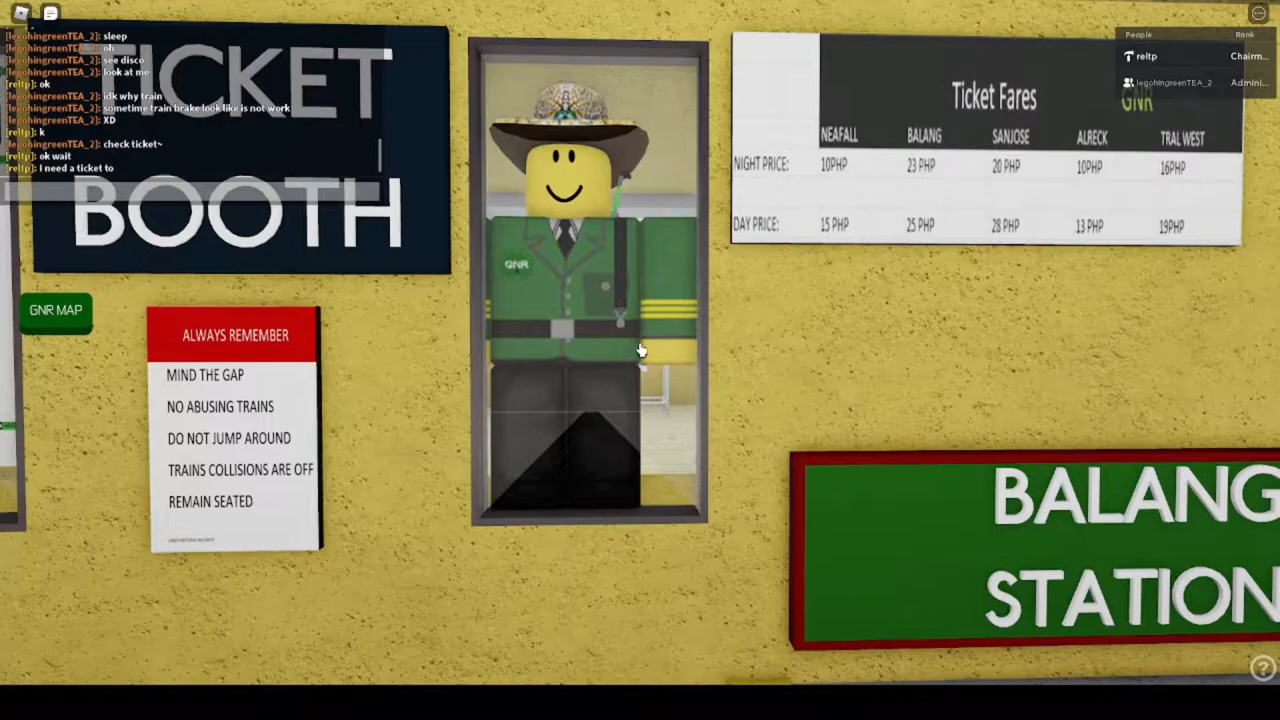 [legohingreenTEA_2]: sleep
[legohingreenTEA_2]: oh
[legohingreenTEA_2]: see disco
[legohingreenTEA_2]: look at me
[reltp]: ok
[legohingreenTEA_2]: idk why train
[legohingreenTEA_2]: sometime train brake look like is not work
[legohingreenTEA_2]: XD
[reltp]: k
[legohingreenTEA_2]: check ticket~
[reltp]: ok wait
[reltp]: I need a ticket to
TICKET
BOOTH
GNR MAP
ALWAYS REMEMBER
MIND THE GAP
NO ABUSING TRAINS
DO NOT JUMP AROUND
TRAINS COLLISIONS ARE OFF
REMAIN SEATED
GNR
Ticket Fares GNR
NEAFALL BALANG SANJOSE ALRECK TRAL WEST
NIGHT PRICE: 10PHP 23 PHP 20 PHP 10PHP 16PHP
DAY PRICE: 15 PHP 25 PHP 28 PHP 13 PHP 19PHP
People Rank
reltp Chairm...
legohingreenTEA_2 Admini...
BALANG
STATION
?